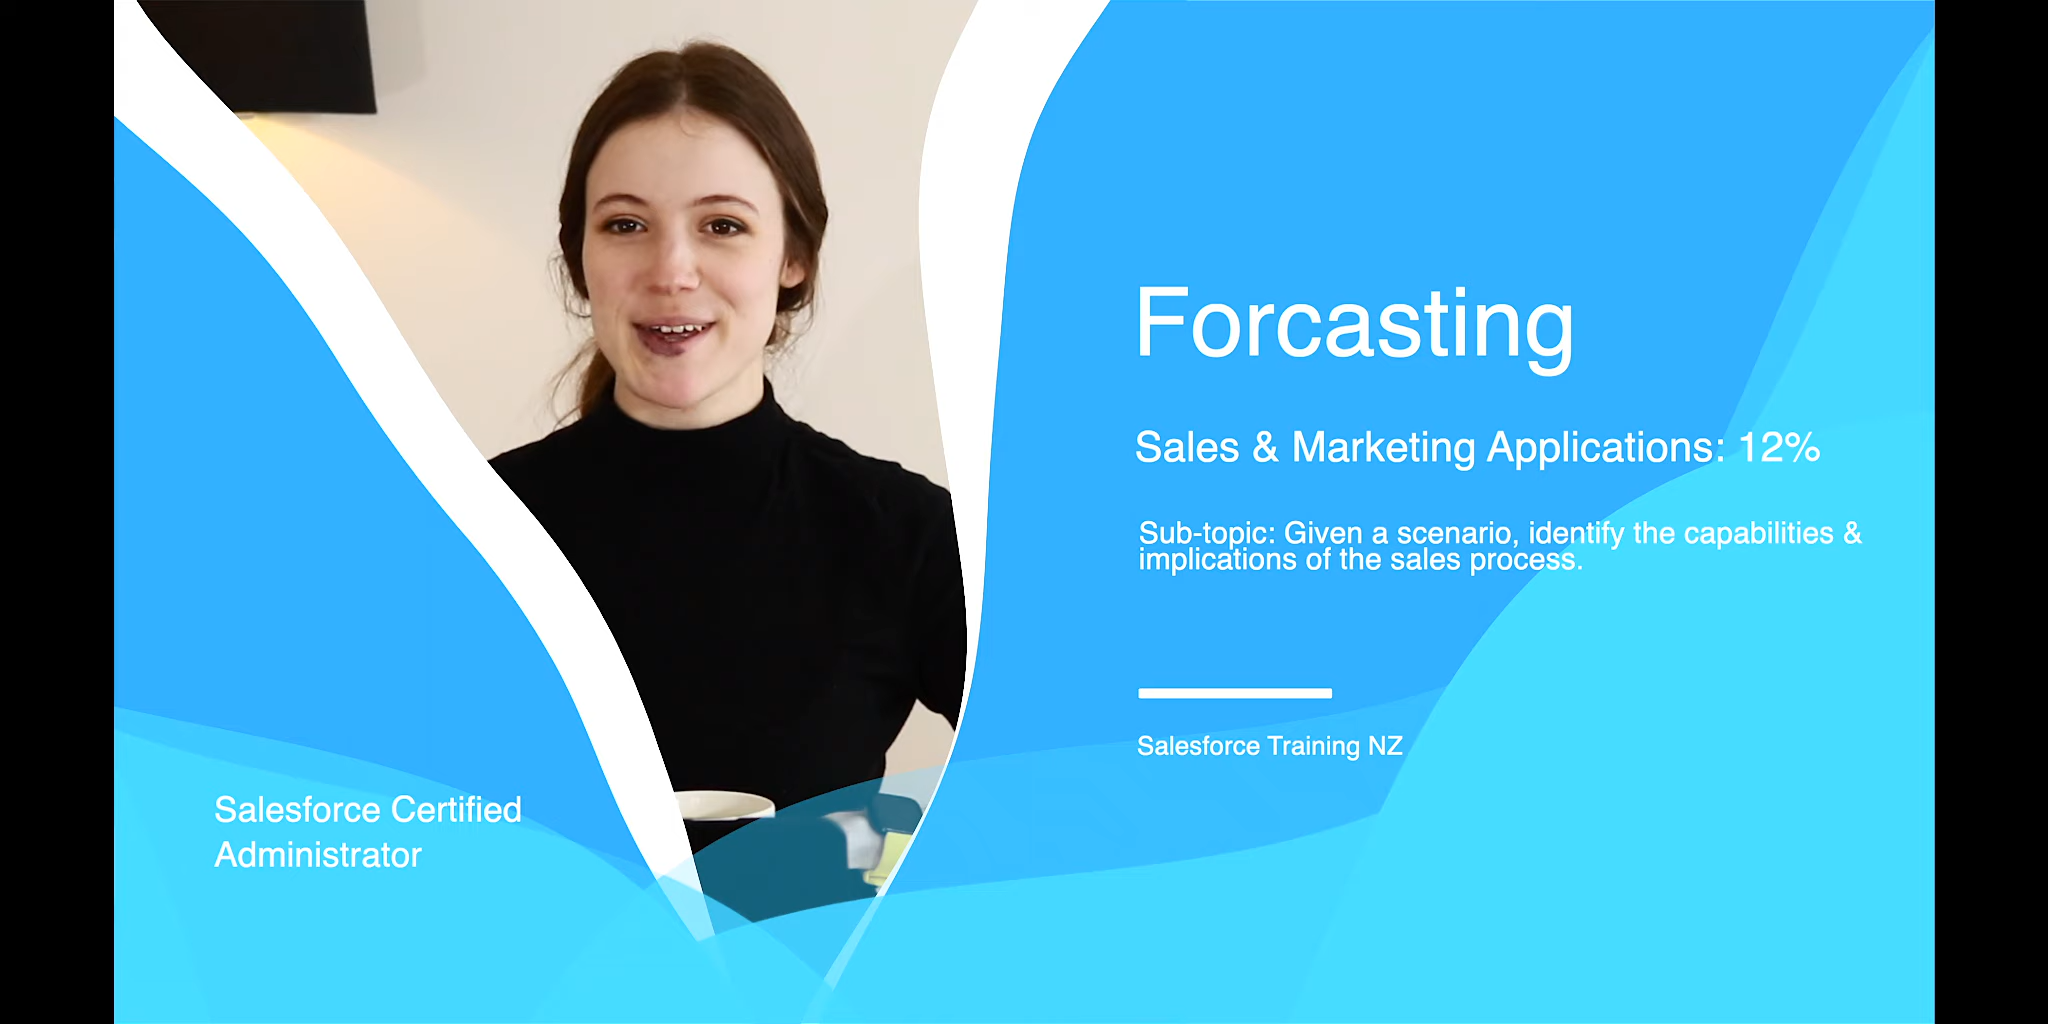 Forcasting
Sales & Marketing Applications: 12%
Sub-topic: Given a scenario, identify the capabilities &
implications of the sales process.
Salesforce Training NZ
Salesforce Certified
Administrator